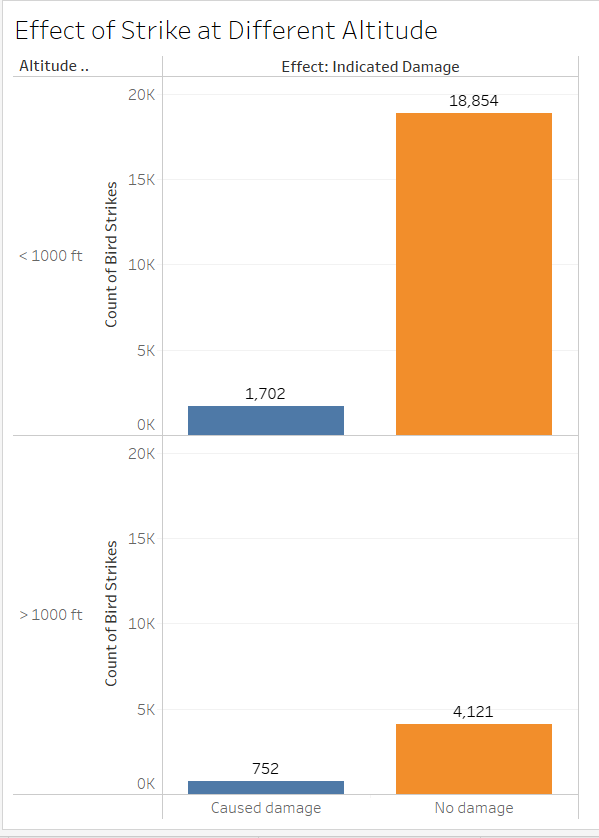 Effect of Strike at Different Altitude
Altitude ..
Effect: Indicated Damage
< 1000 ft
Count of Bird Strikes
20K
15K
10K
5K
0K
1,702
18,854
> 1000 ft
Count of Bird Strikes
20K
15K
10K
5K
0K
752
4,121
Caused damage
No damage